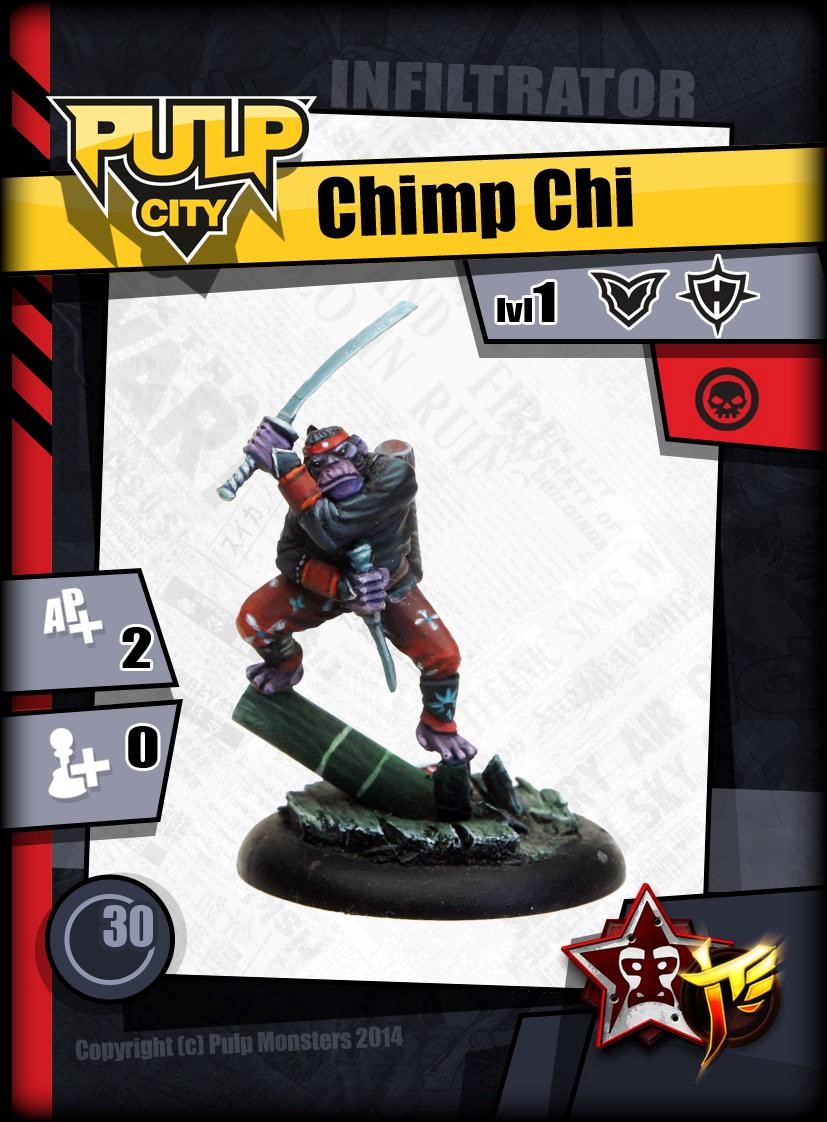 INFILTRATOR
PULP
CITY
Chimp Chi
lvl1
AP+
2
0
30
Copyright (c) Pulp Monsters 2014